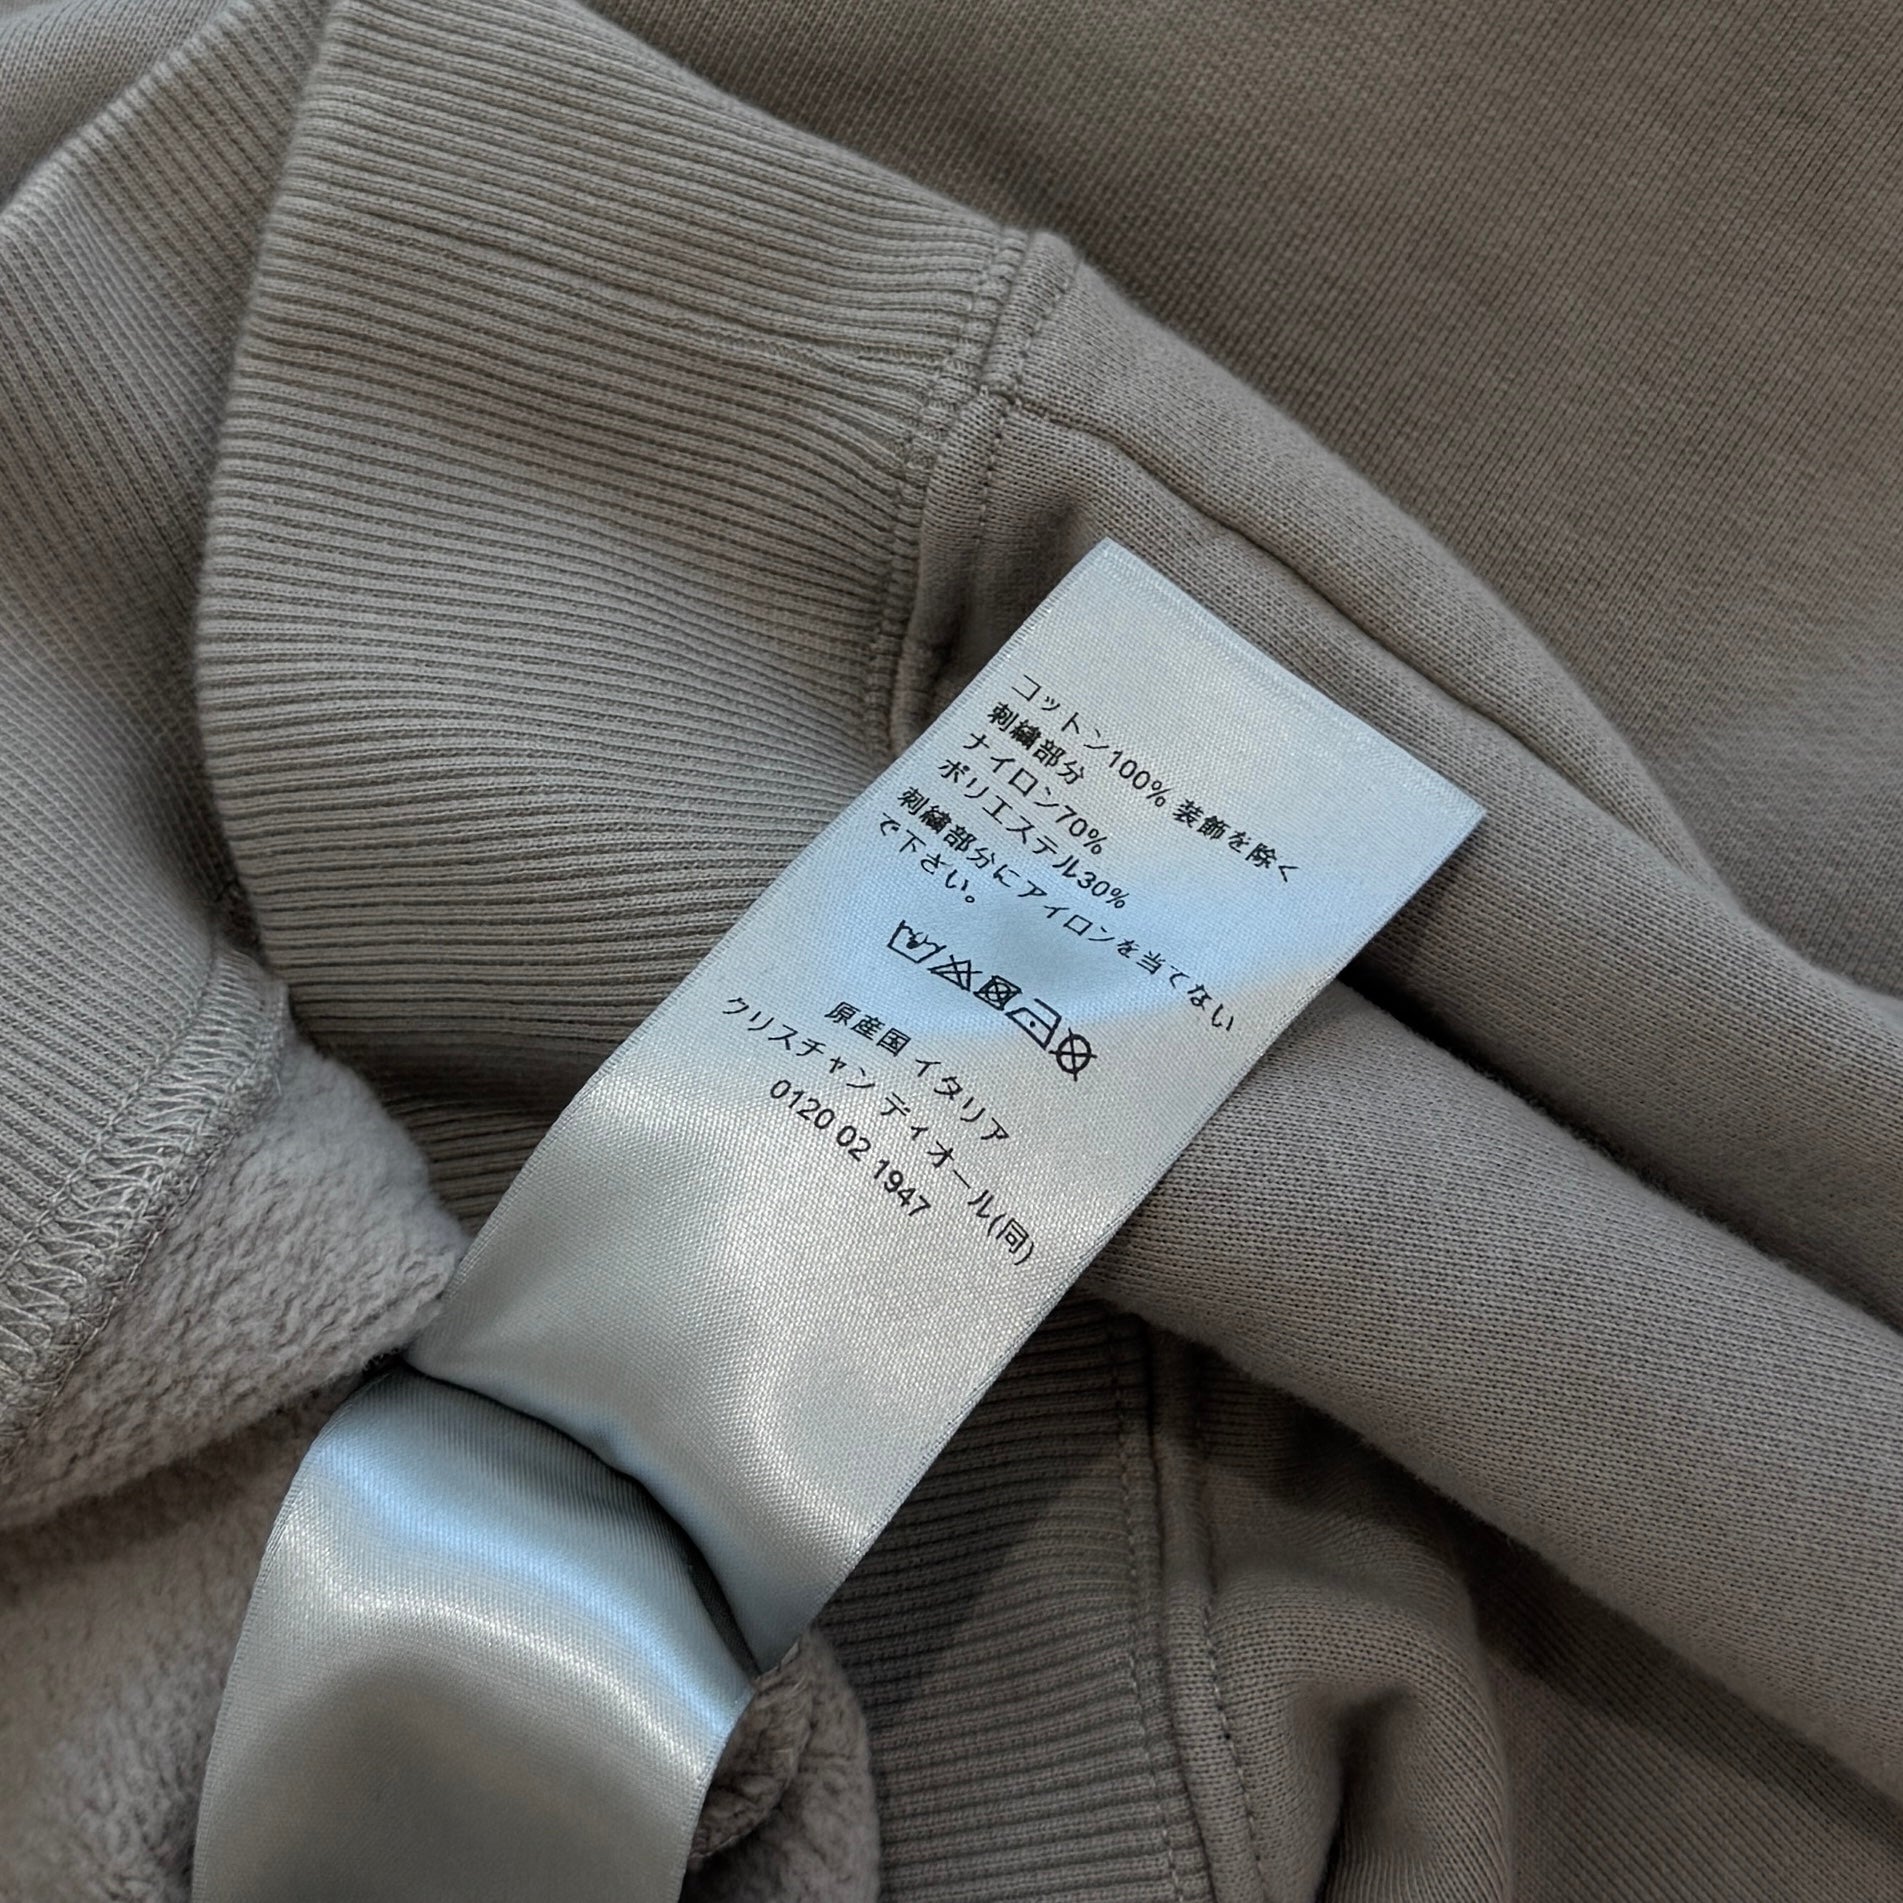 コットン100% 装飾を除く
刺繍部分
ナイロン70%
ポリエステル30%
刺繍部分にアイロンを当てない
で下さい。
原産国 イタリア
クリスチャン ディオール(同)
0120 02 1947